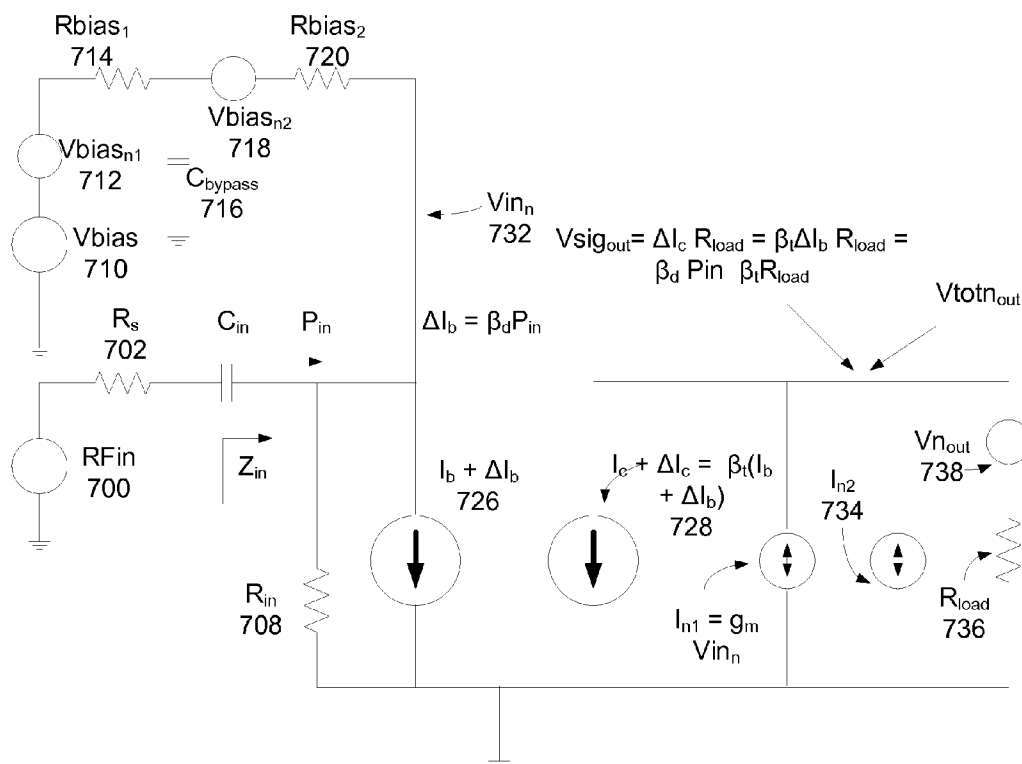 Rbias₁
714
Rbias₂
720
Vbiasₙ₂
718
Vbiasₙ₁
712
C_bypass
716
Vbias
710
Vinₙ
732
Vsig_out= ΔI_c R_load = β_tΔI_b R_load =
β_d Pin β_tR_load
Vtotn_out
R_s
702
C_in
P_in
ΔI_b = β_dP_in
RFin
700
Z_in
I_b + ΔI_b
726
I_c + ΔI_c = β_t(I_b
+ ΔI_b)
728
I_n2
734
Vn_out
738
R_in
708
I_n1 = g_m
Vinₙ
R_load
736